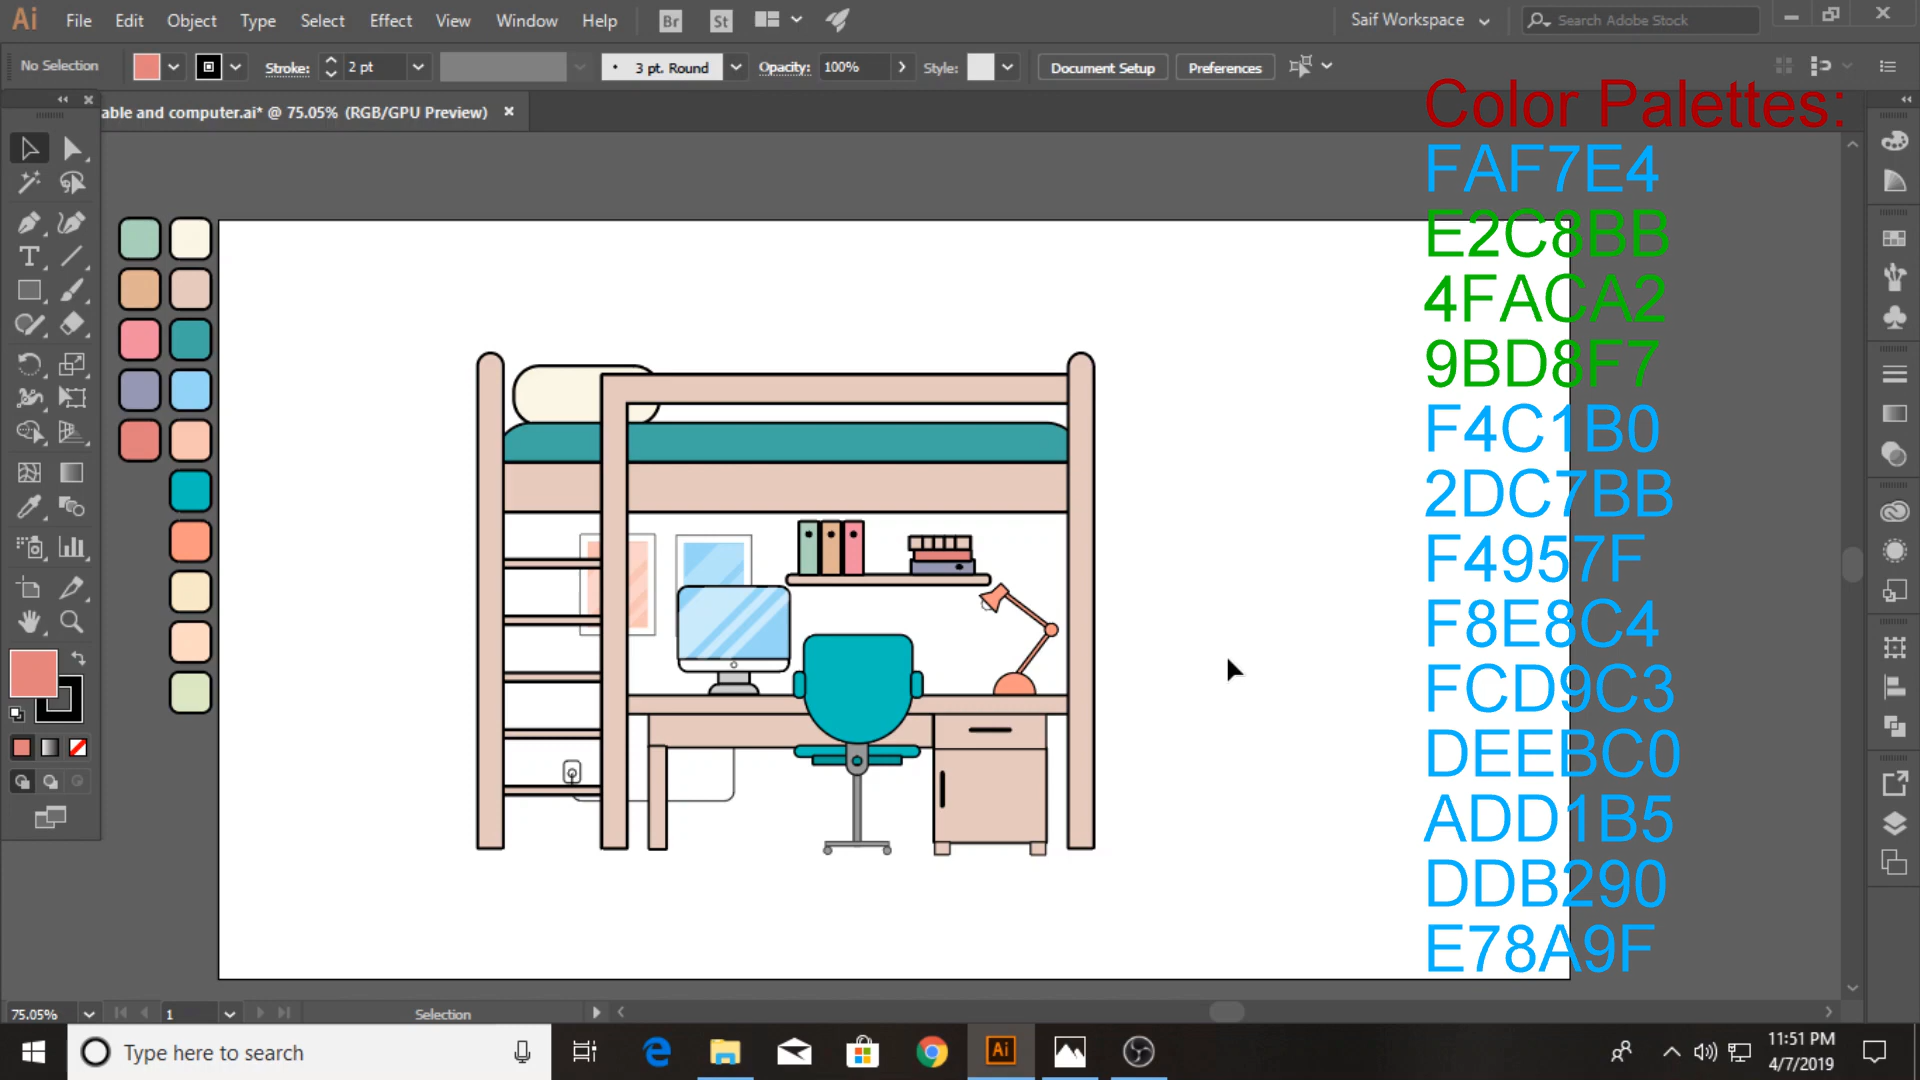 Ai File Edit Object Type Select Effect View Window Help Br St Saif Workspace Search Adobe Stock
No Selection Stroke: 2 pt 3 pt. Round Opacity: 100% Style: Document Setup Preferences
able and computer.ai* @ 75.05% (RGB/GPU Preview)
Color Palettes:
FAF7E4
E2C8BB
4FACA2
9BD8F7
F4C1B0
2DC7BB
F4957F
F8E8C4
FCD9C3
DEEBC0
ADD1B5
DDB290
E78A9F
75.05% 1 Selection
Type here to search
Ai
11:51 PM
4/7/2019